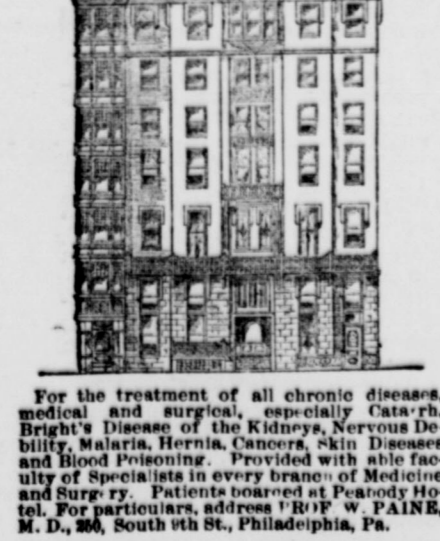 For the treatment of all chronic diseases,
medical and surgical, especially Catarrh,
Bright's Disease of the Kidneys, Nervous De-
bility, Malaria, Hernia, Cancers, Skin Diseases
and Blood Poisoning. Provided with able fac-
ulty of Specialists in every branch of Medicine
and Surgery. Patients boarded at Peabody Ho-
tel. For particulars, address PROF W. PAINE,
M. D., 250, South 9th St., Philadelphia, Pa.